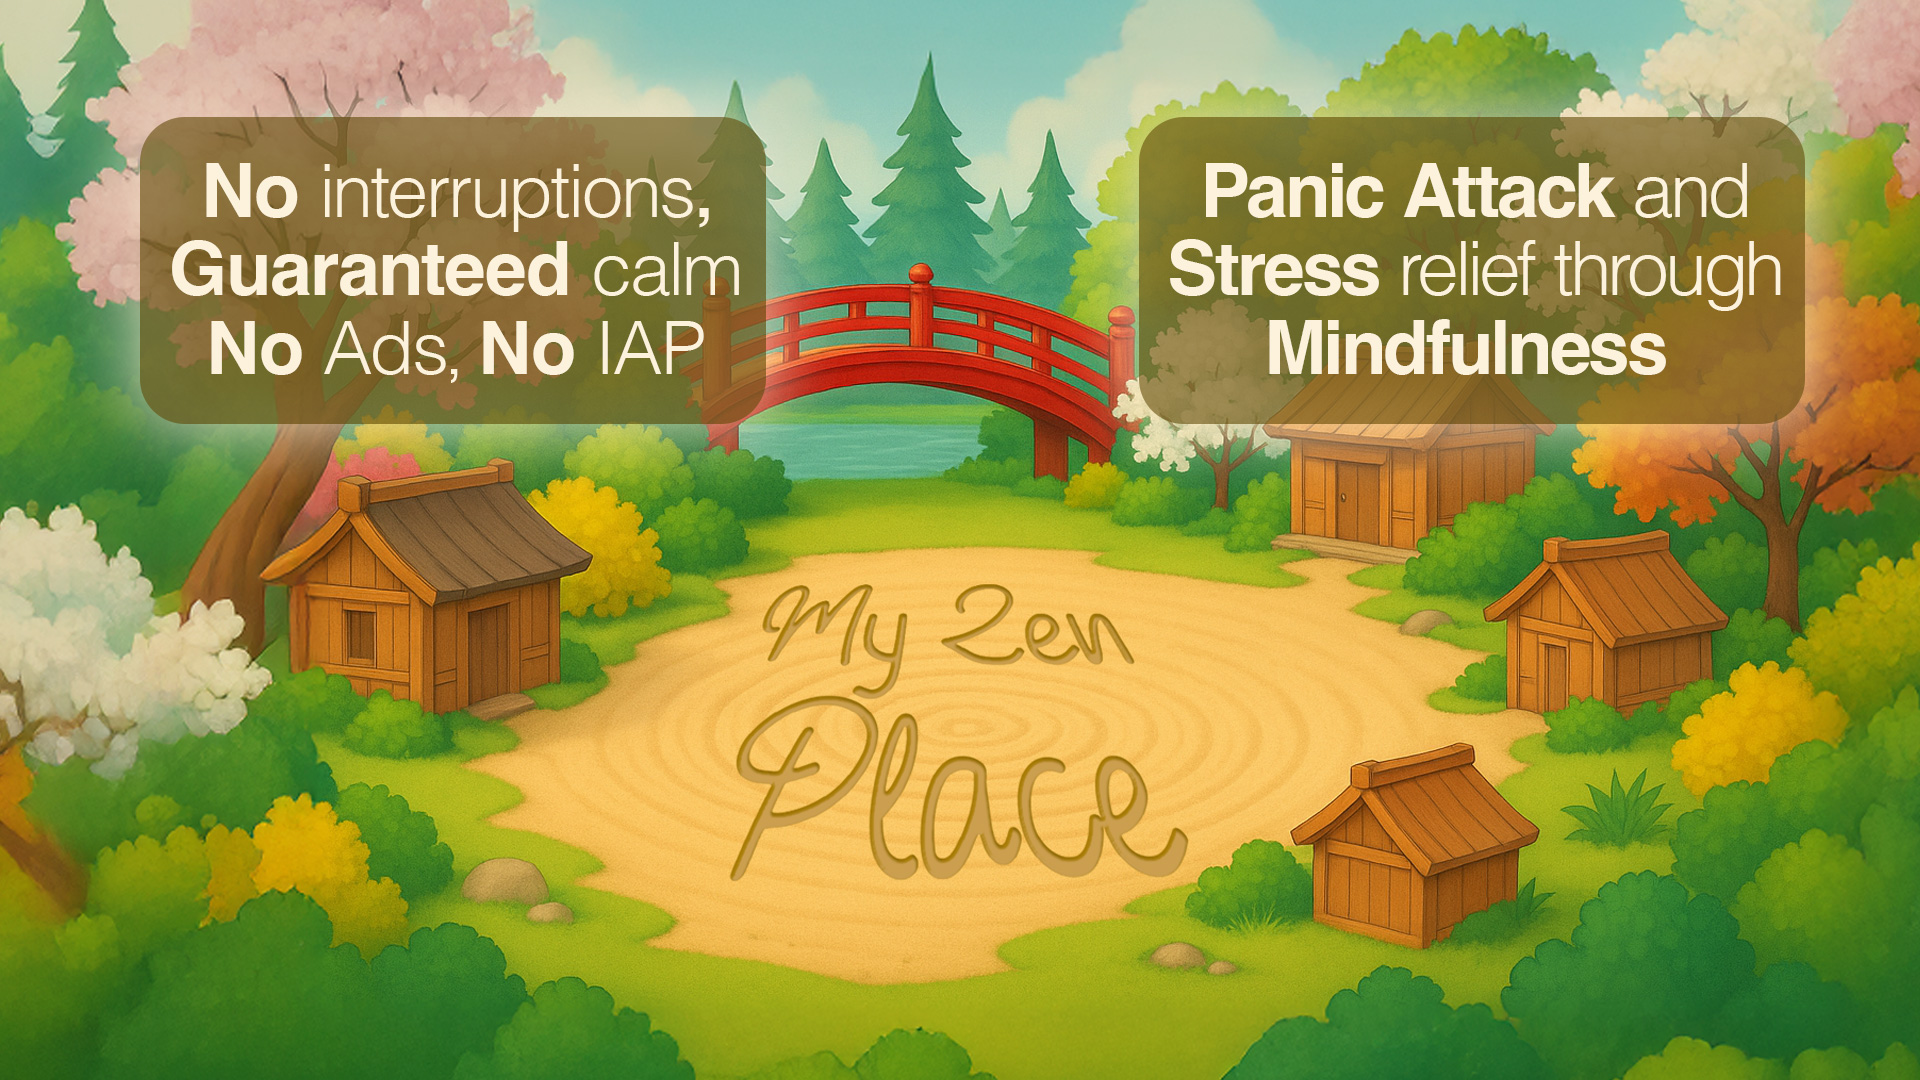 No interruptions,
Guaranteed calm
No Ads, No IAP
Panic Attack and
Stress relief through
Mindfulness
My Zen
Place